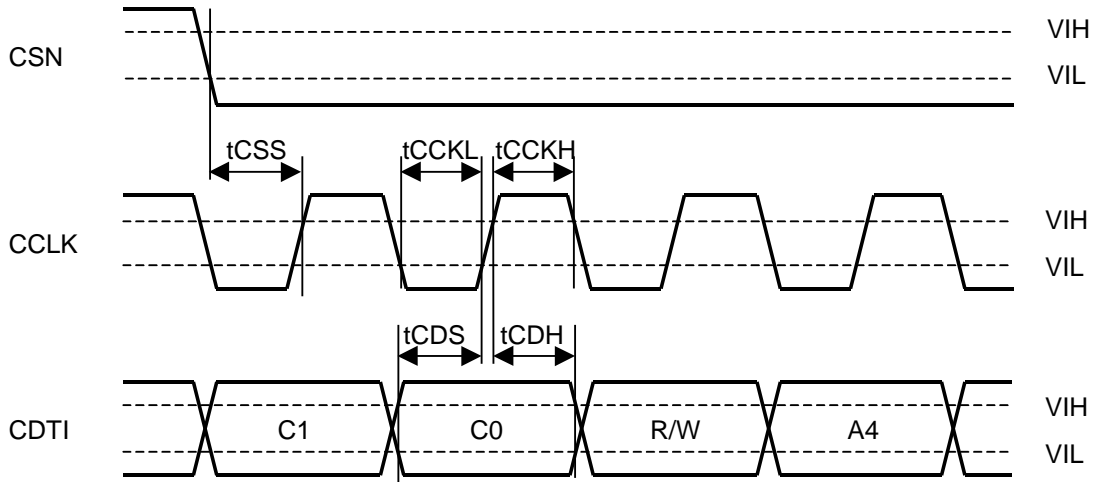 CSN
VIH
VIL
tCSS
tCCKL
tCCKH
CCLK
VIH
VIL
tCDS
tCDH
CDTI
C1
C0
R/W
A4
VIH
VIL